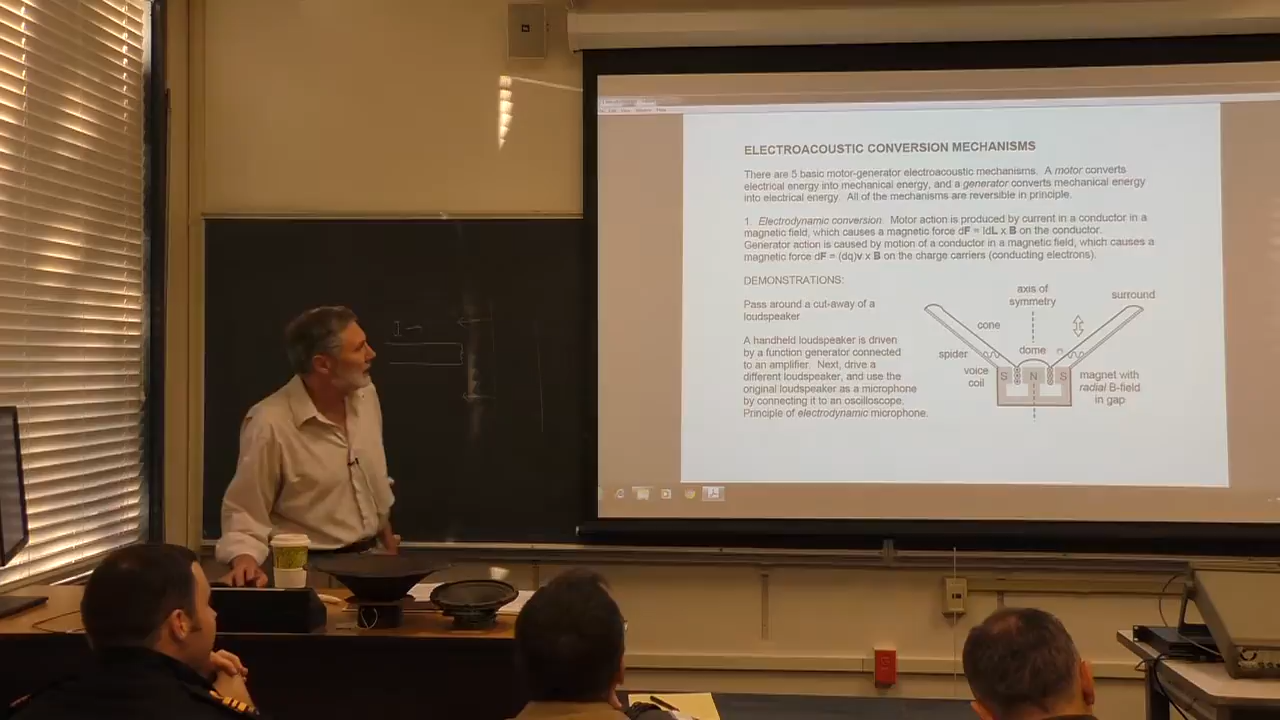 ELECTROACOUSTIC CONVERSION MECHANISMS
There are 5 basic motor-generator electroacoustic mechanisms. A motor converts
electrical energy into mechanical energy, and a generator converts mechanical energy
into electrical energy. All of the mechanisms are reversible in principle.
1. Electrodynamic conversion: Motor action is produced by current in a conductor in a
magnetic field, which causes a magnetic force dF = IdL x B on the conductor.
Generator action is caused by motion of a conductor in a magnetic field, which causes a
magnetic force dF = (dq)v x B on the charge carriers (conducting electrons).
DEMONSTRATIONS:
Pass around a cut-away of a
loudspeaker
A handheld loudspeaker is driven
by a function generator connected
to an amplifier. Next, drive a
different loudspeaker, and use the
original loudspeaker as a microphone
by connecting it to an oscilloscope.
Principle of electrodynamic microphone.
axis of
symmetry
surround
cone
spider
dome
voice
coil
S
N
S
magnet with
radial B-field
in gap
I